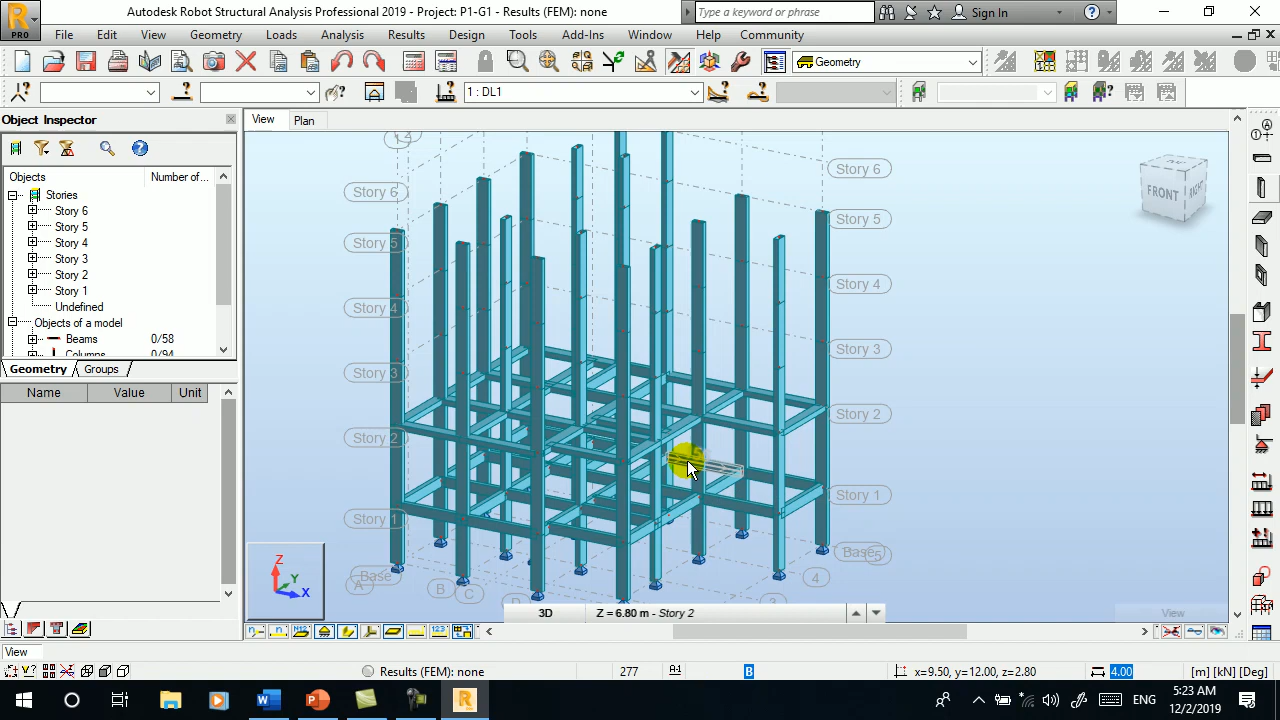 PRO
Autodesk Robot Structural Analysis Professional 2019 - Project: P1-G1 - Results (FEM): none
Type a keyword or phrase
Sign In
File Edit View Geometry Loads Analysis Results Design Tools Add-Ins Window Help Community
Geometry
1 : DL1
Object Inspector
View Plan
Objects Number of...
Stories
Story 6
Story 5
Story 4
Story 3
Story 2
Story 1
Undefined
Objects of a model
Beams 0/58
Columns 0/94
Geometry Groups
Name Value Unit
Story 6
Story 6
Story 5
Story 5
Story 4
Story 4
Story 3
Story 3
Story 2
Story 2
Story 1
Story 1
Base
Base
5
A
B
C
D
3
4
FRONT
RIGHT
Z
Y
X
3D Z = 6.80 m - Story 2
View
View
Results (FEM): none 277 B x=9.50, y=12.00, z=2.80 4.00 [m] [kN] [Deg]
ENG
5:23 AM
12/2/2019